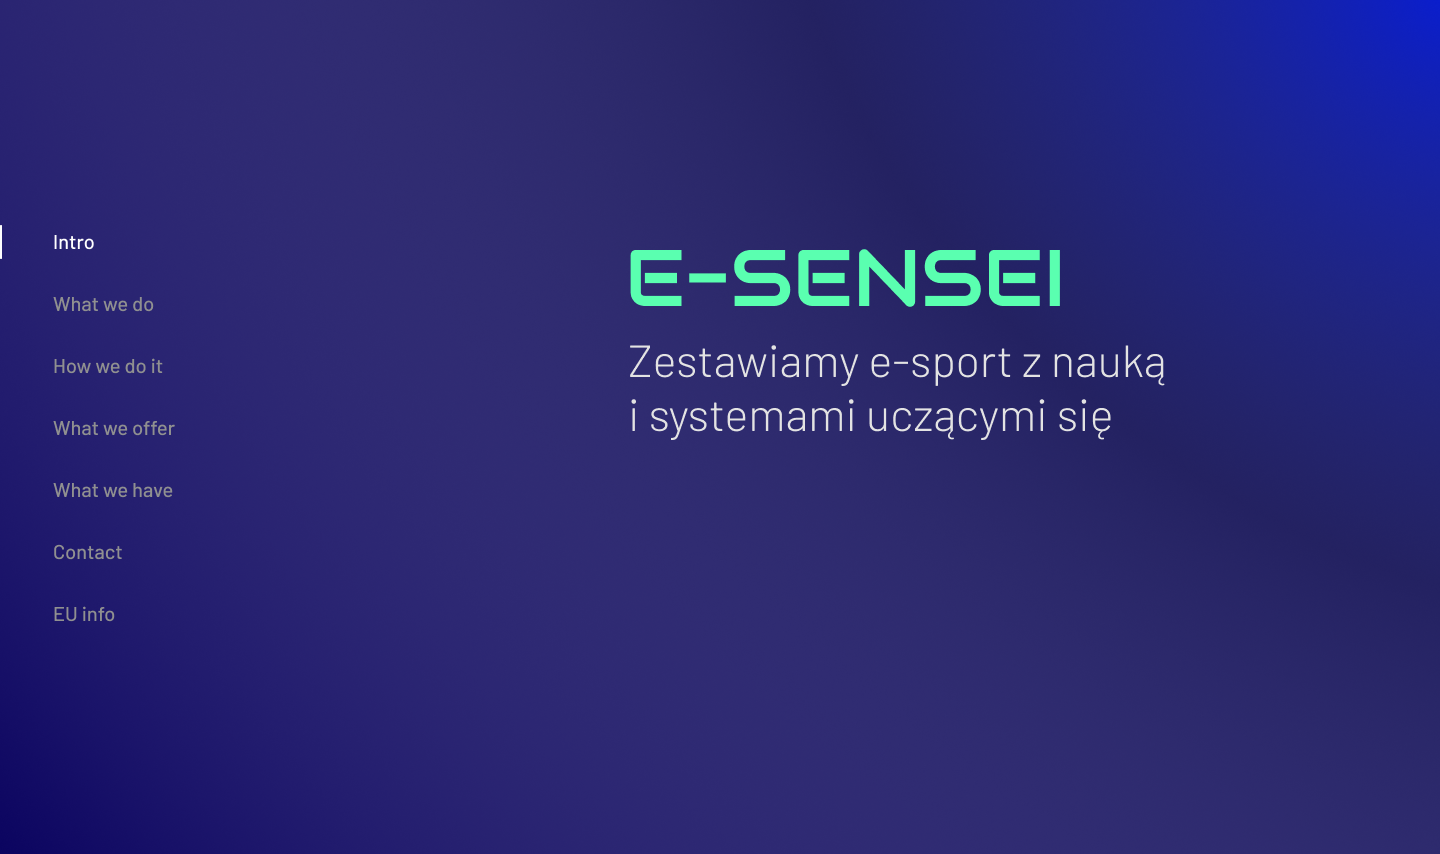 Intro
What we do
How we do it
What we offer
What we have
Contact
EU info
E-SENSEI
Zestawiamy e-sport z nauką
i systemami uczącymi się